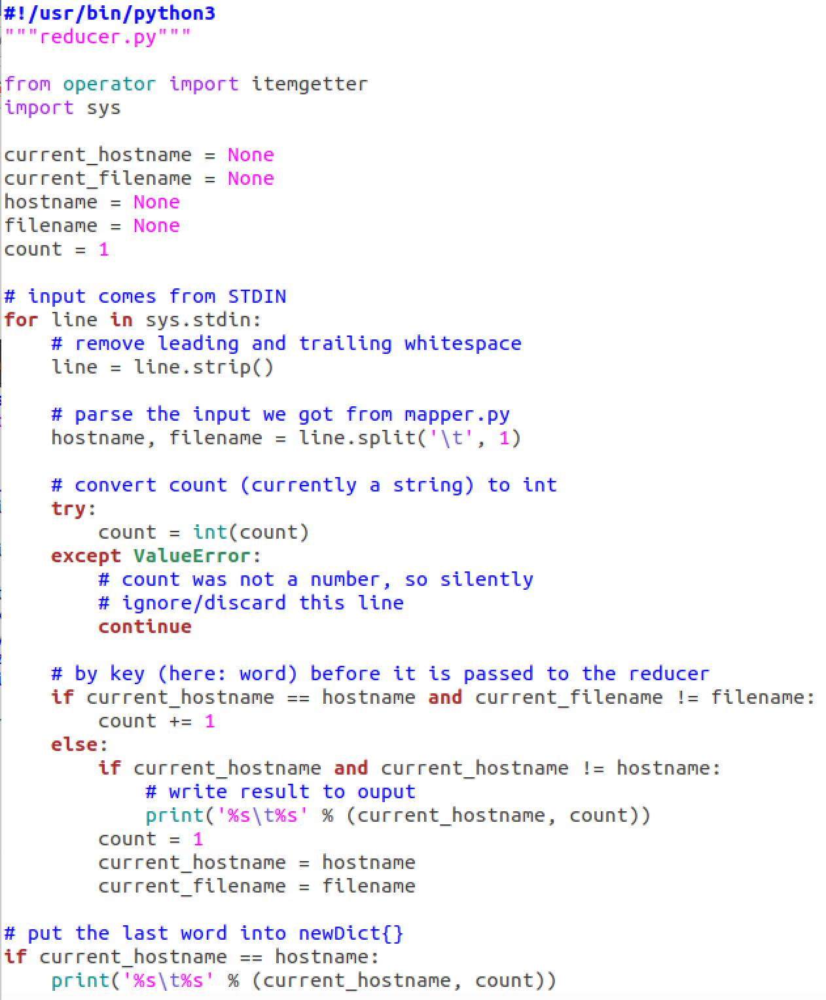 #!/usr/bin/python3
"""reducer.py"""

from operator import itemgetter
import sys

current_hostname = None
current_filename = None
hostname = None
filename = None
count = 1

# input comes from STDIN
for line in sys.stdin:
    # remove leading and trailing whitespace
    line = line.strip()

    # parse the input we got from mapper.py
    hostname, filename = line.split('\t', 1)

    # convert count (currently a string) to int
    try:
        count = int(count)
    except ValueError:
        # count was not a number, so silently
        # ignore/discard this line
        continue

    # by key (here: word) before it is passed to the reducer
    if current_hostname == hostname and current_filename != filename:
        count += 1
    else:
        if current_hostname and current_hostname != hostname:
            # write result to ouput
            print('%s\t%s' % (current_hostname, count))
        count = 1
        current_hostname = hostname
        current_filename = filename

# put the last word into newDict{}
if current_hostname == hostname:
    print('%s\t%s' % (current_hostname, count))